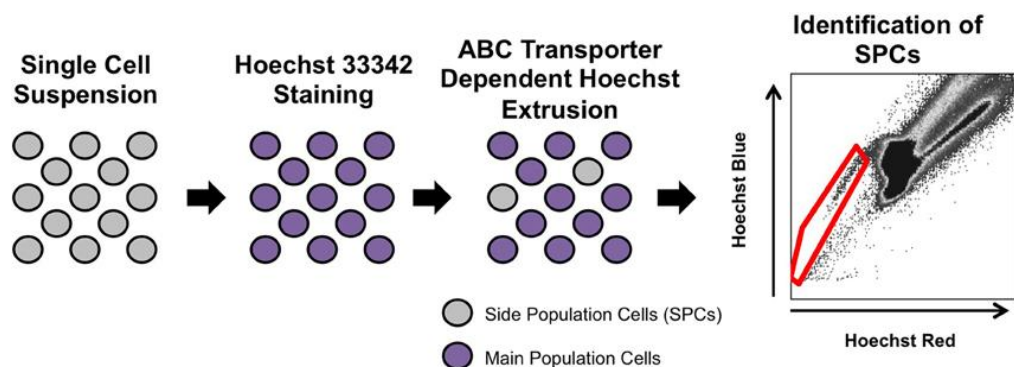 Single Cell
Suspension
Hoechst 33342
Staining
ABC Transporter
Dependent Hoechst
Extrusion
Identification of
SPCs
Hoechst Blue
Hoechst Red
Side Population Cells (SPCs)
Main Population Cells